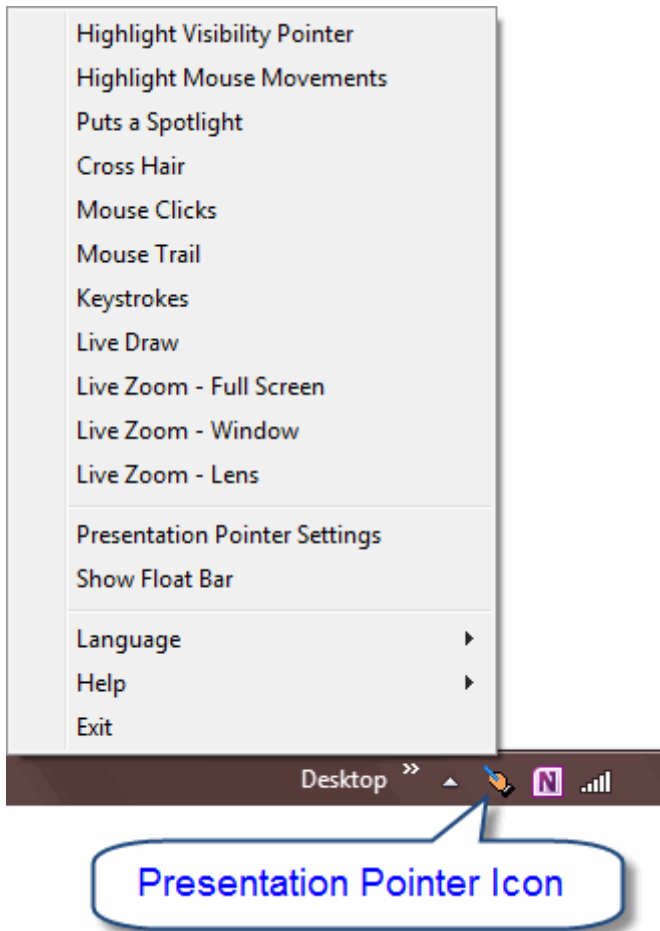 Highlight Visibility Pointer
Highlight Mouse Movements
Puts a Spotlight
Cross Hair
Mouse Clicks
Mouse Trail
Keystrokes
Live Draw
Live Zoom - Full Screen
Live Zoom - Window
Live Zoom - Lens
Presentation Pointer Settings
Show Float Bar
Language
Help
Exit
Desktop » N
Presentation Pointer Icon